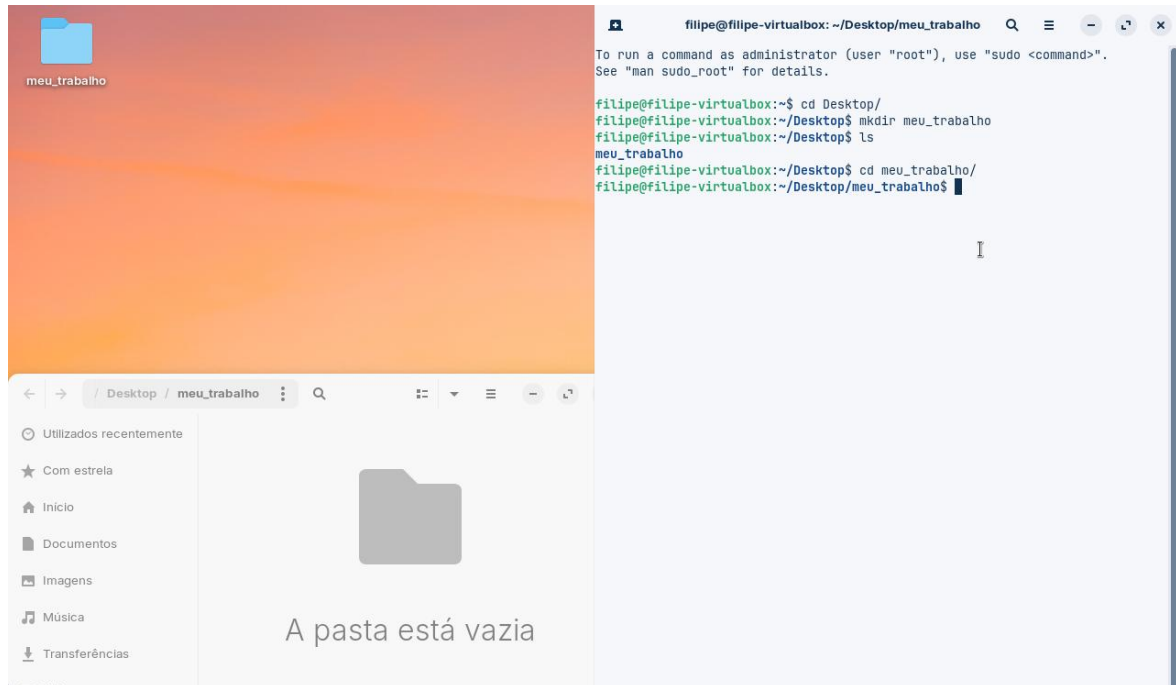 meu_trabalho
filipe@filipe-virtualbox: ~/Desktop/meu_trabalho
To run a command as administrator (user "root"), use "sudo <command>".
See "man sudo_root" for details.
filipe@filipe-virtualbox:~$ cd Desktop/
filipe@filipe-virtualbox:~/Desktop$ mkdir meu_trabalho
filipe@filipe-virtualbox:~/Desktop$ ls
meu_trabalho
filipe@filipe-virtualbox:~/Desktop$ cd meu_trabalho/
filipe@filipe-virtualbox:~/Desktop/meu_trabalho$
/ Desktop / meu_trabalho
Utilizados recentemente
Com estrela
Início
Documentos
Imagens
Música
Transferências
A pasta está vazia